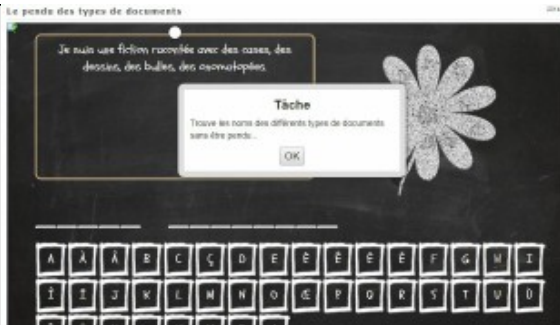 Le pendu des types de documents
Je suis une fiction racontée avec des cases, des
dessins, des bulles, des onomatopées.
Tâche
Trouve les noms des différents types de documents
sans être pendu...
OK
A À Â B C Ç D E È É Ê Ë F G H I
Î Ï J K L M N O Œ P Q R S T U Ù